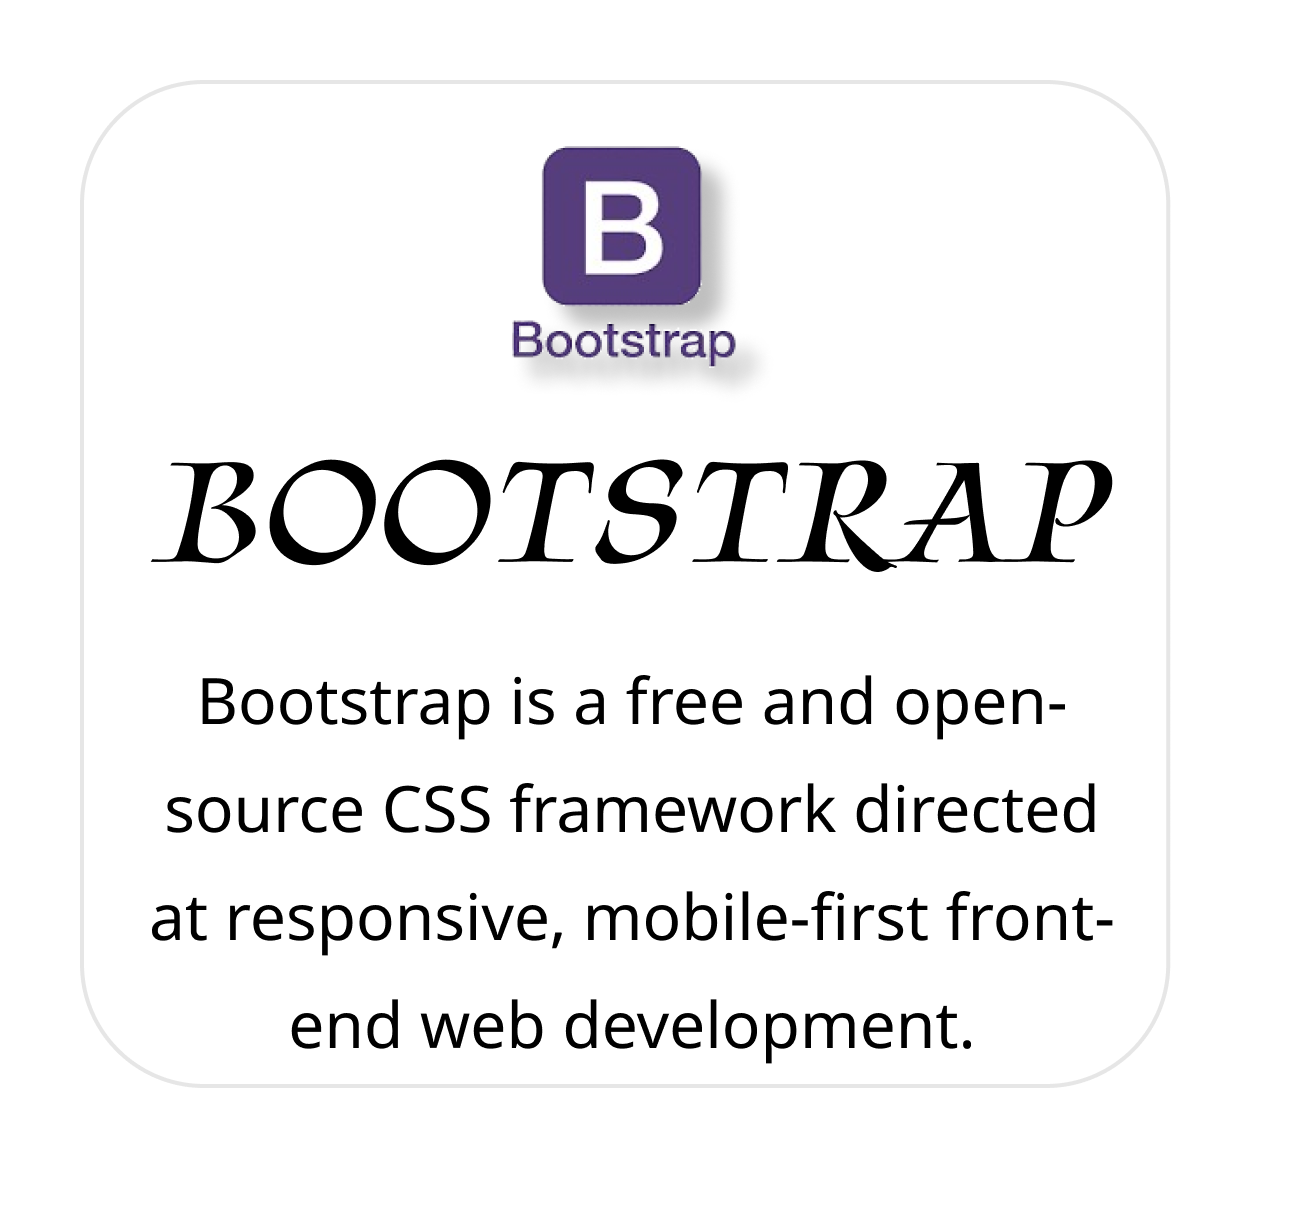 B
Bootstrap
BOOTSTRAP
Bootstrap is a free and open-
source CSS framework directed
at responsive, mobile-first front-
end web development.